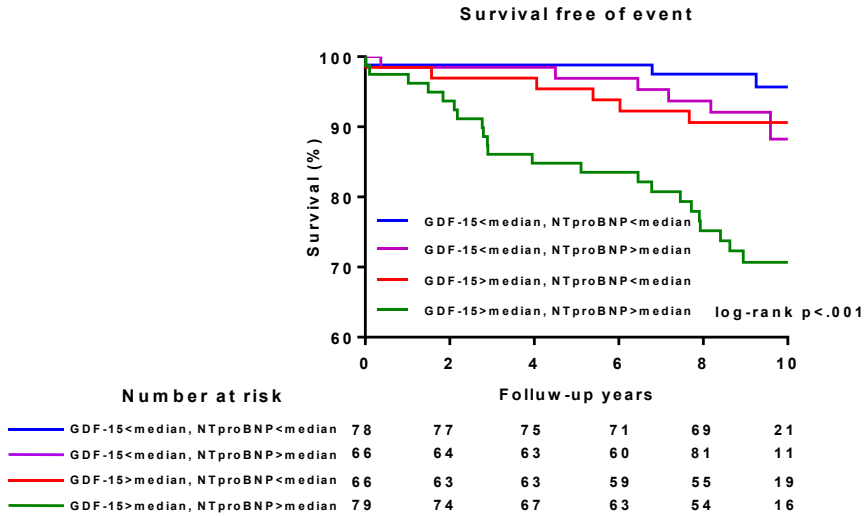 Survival free of event
100
90
80
70
60
Survival (%)
GDF-15<median, NTproBNP<median
GDF-15<median, NTproBNP>median
GDF-15>median, NTproBNP<median
GDF-15>median, NTproBNP>median
log-rank p<.001
0 2 4 6 8 10
Number at risk
Folluw-up years
GDF-15<median, NTproBNP<median 78 77 75 71 69 21
GDF-15<median, NTproBNP>median 66 64 63 60 81 11
GDF-15>median, NTproBNP<median 66 63 63 59 55 19
GDF-15>median, NTproBNP>median 79 74 67 63 54 16